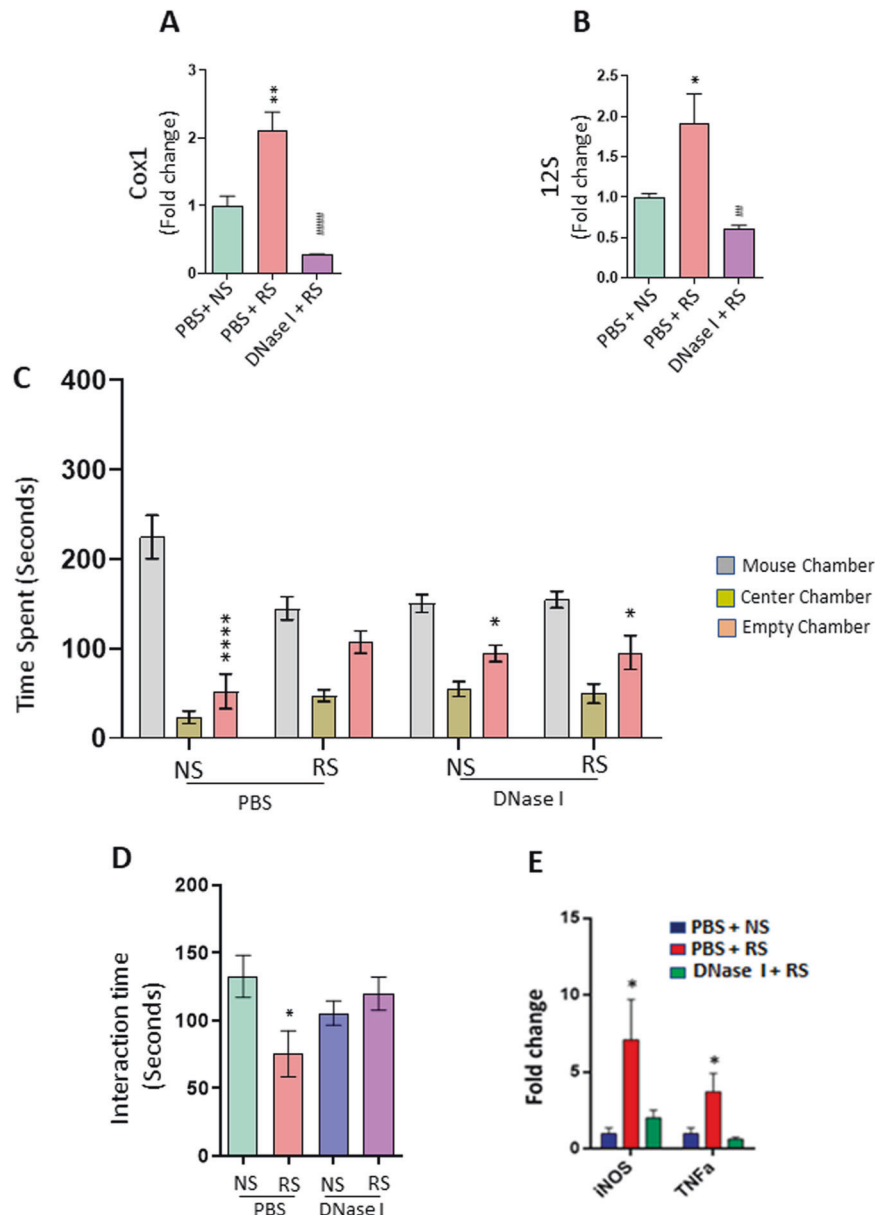 A
3
2
1
0
Cox1
(Fold change)
**
####
PBS+ NS
PBS+ RS
DNase I + RS
B
2.5
2.0
1.5
1.0
0.5
0.0
12S
(Fold change)
*
##
PBS+ NS
PBS+ RS
DNase I + RS
C
400
300
200
100
0
Time Spent (Seconds)
****
*
*
NS
RS
NS
RS
PBS
DNase I
Mouse Chamber
Center Chamber
Empty Chamber
D
200
150
100
50
0
Interaction time
(Seconds)
*
NS RS NS RS
PBS DNase I
E
15
10
5
0
Fold change
PBS + NS
PBS + RS
DNase I + RS
*
*
iNOS
TNFa